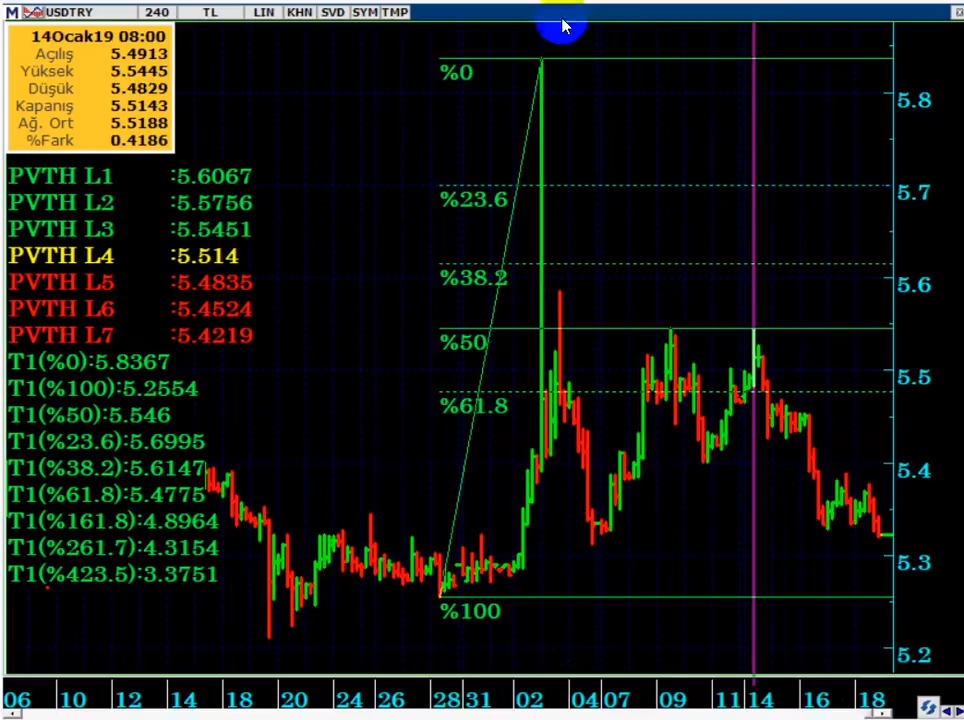 M USDTRY 240 TL LIN KHN SVD SYM TMP
14Ocak19 08:00
Açılış 5.4913
Yüksek 5.5445
Düşük 5.4829
Kapanış 5.5143
Ağ. Ort 5.5188
%Fark 0.4186
PVTH L1 :5.6067
PVTH L2 :5.5756
PVTH L3 :5.5451
PVTH L4 :5.514
PVTH L5 :5.4835
PVTH L6 :5.4524
PVTH L7 :5.4219
T1(%0):5.8367
T1(%100):5.2554
T1(%50):5.546
T1(%23.6):5.6995
T1(%38.2):5.6147
T1(%61.8):5.4775
T1(%161.8):4.8964
T1(%261.7):4.3154
T1(%423.5):3.3751
%0
%23.6
%38.2
%50
%61.8
%100
5.8
5.7
5.6
5.5
5.4
5.3
5.2
06 10 12 14 18 20 24 26 28 31 02 04 07 09 11 14 16 18